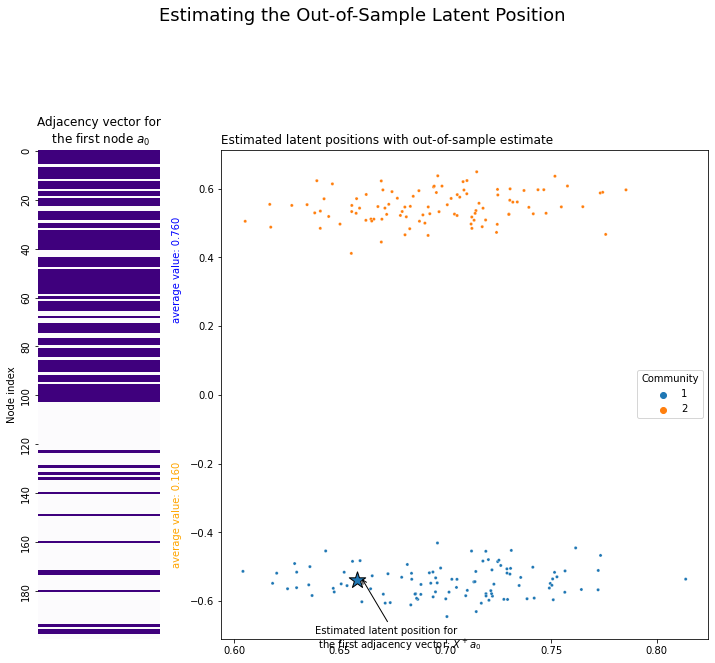 Estimating the Out-of-Sample Latent Position
Adjacency vector for
the first node a₀
Node index
0
20
40
60
80
100
120
140
160
180
average value: 0.760
average value: 0.160
Estimated latent positions with out-of-sample estimate
0.6
0.4
0.2
0.0
−0.2
−0.4
−0.6
Community
1
2
Estimated latent position for
the first adjacency vector: X⁺a₀
0.60
0.65
0.70
0.75
0.80